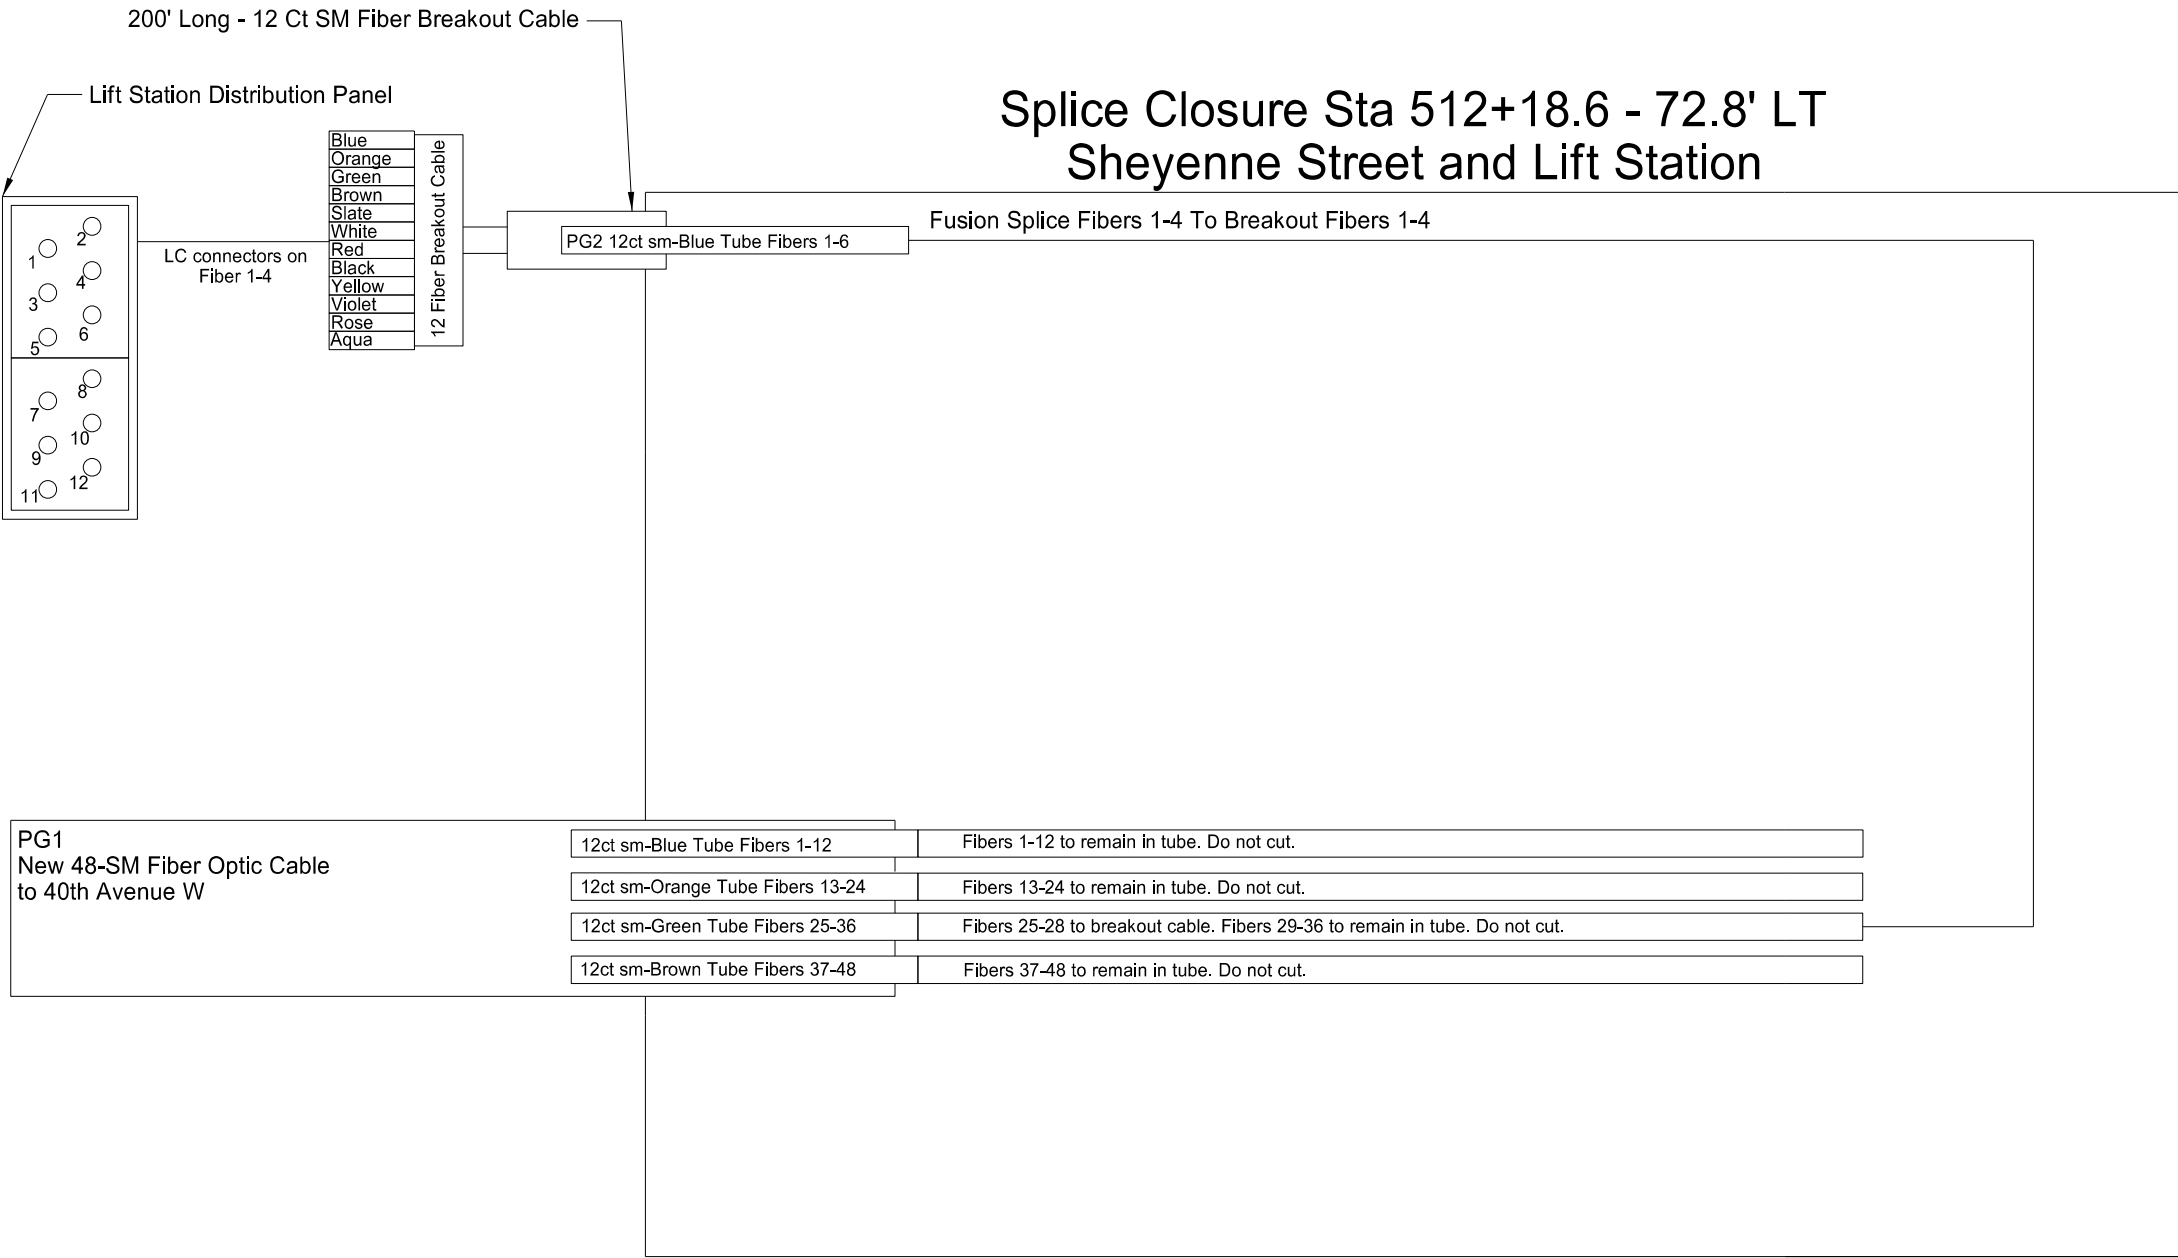 200' Long - 12 Ct SM Fiber Breakout Cable
Lift Station Distribution Panel
Splice Closure Sta 512+18.6 - 72.8' LT
Sheyenne Street and Lift Station
Blue
Orange
Green
Brown
Slate
White
Red
Black
Yellow
Violet
Rose
Aqua
12 Fiber Breakout Cable
LC connectors on
Fiber 1-4
1
2
3
4
5
6
7
8
9
10
11
12
PG2 12ct sm-Blue Tube Fibers 1-6
Fusion Splice Fibers 1-4 To Breakout Fibers 1-4
PG1
New 48-SM Fiber Optic Cable
to 40th Avenue W
12ct sm-Blue Tube Fibers 1-12
Fibers 1-12 to remain in tube. Do not cut.
12ct sm-Orange Tube Fibers 13-24
Fibers 13-24 to remain in tube. Do not cut.
12ct sm-Green Tube Fibers 25-36
Fibers 25-28 to breakout cable. Fibers 29-36 to remain in tube. Do not cut.
12ct sm-Brown Tube Fibers 37-48
Fibers 37-48 to remain in tube. Do not cut.